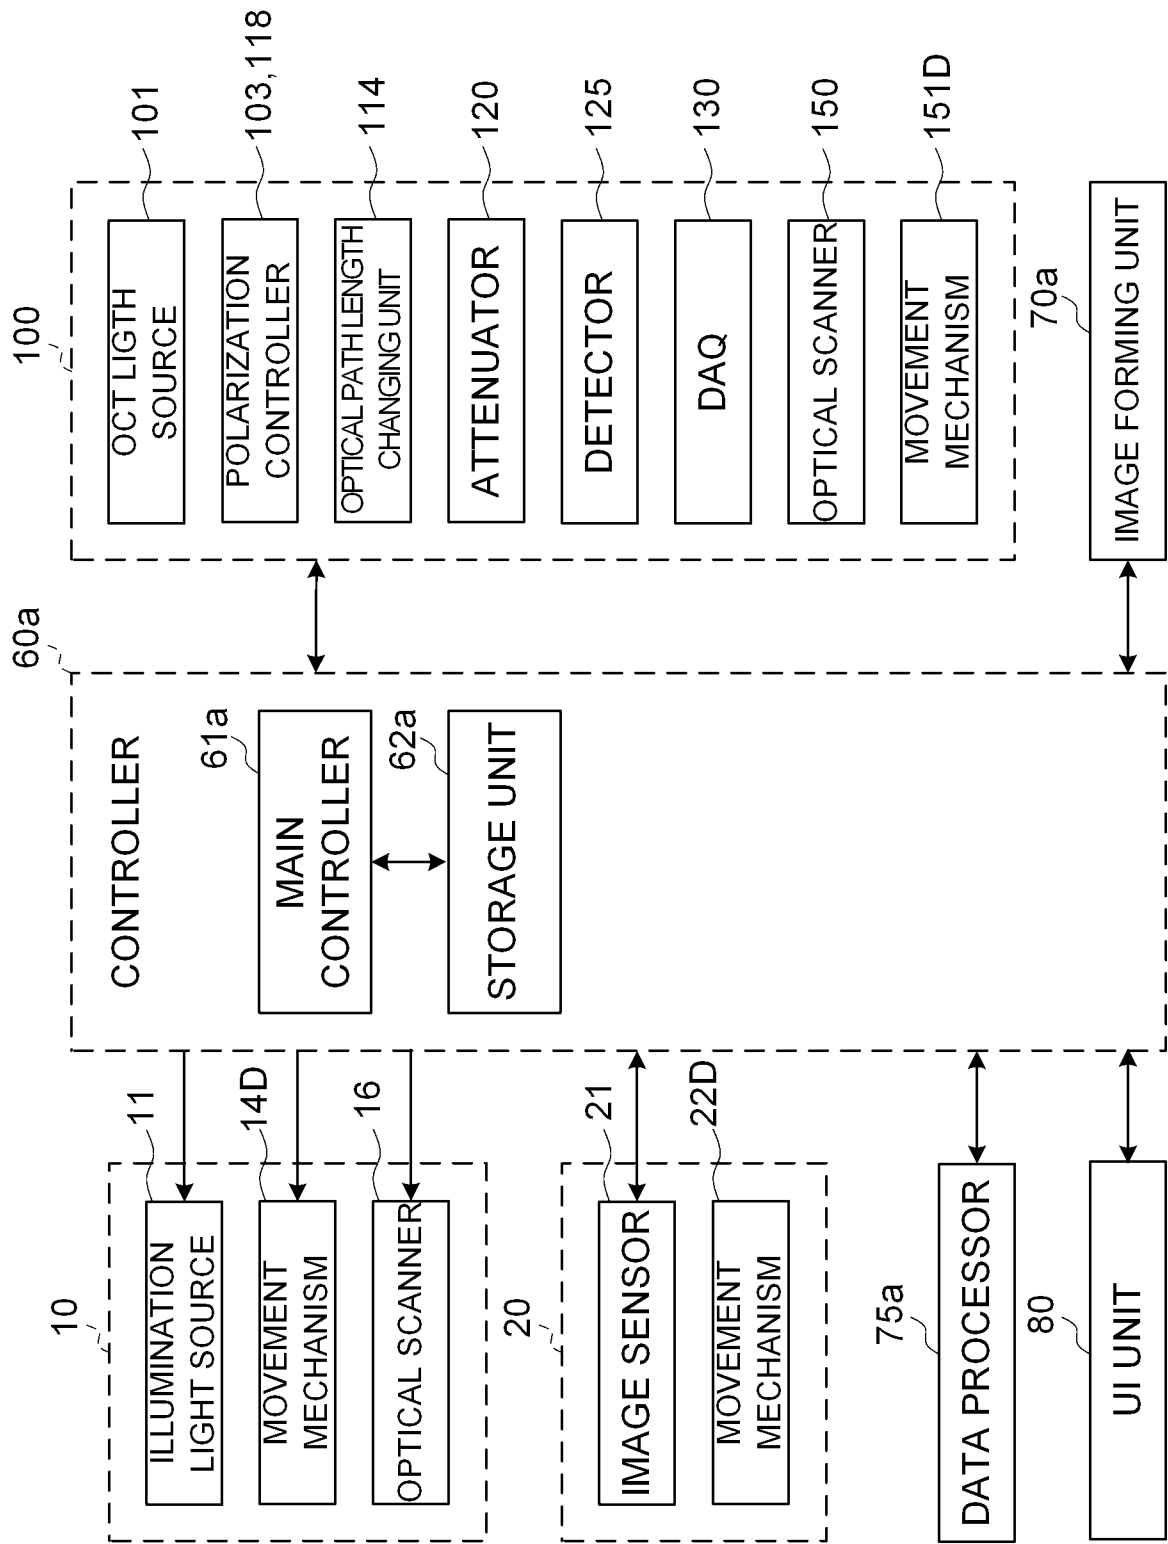 10
11
ILLUMINATION
LIGHT SOURCE
14D
MOVEMENT
MECHANISM
16
OPTICAL SCANNER
20
21
IMAGE SENSOR
22D
MOVEMENT
MECHANISM
75a
DATA PROCESSOR
80
UI UNIT
60a
CONTROLLER
61a
MAIN
CONTROLLER
62a
STORAGE UNIT
100
101
OCT LIGTH
SOURCE
103,118
POLARIZATION
CONTROLLER
114
OPTICAL PATH LENGTH
CHANGING UNIT
120
ATTENUATOR
125
DETECTOR
130
DAQ
150
OPTICAL SCANNER
151D
MOVEMENT
MECHANISM
70a
IMAGE FORMING UNIT